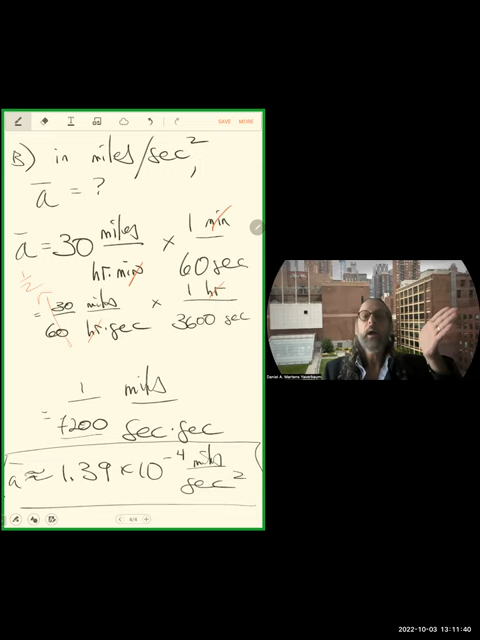 SAVE MORE
B) in miles/sec²,
a̅ = ?
a̅ = 30 miles/hr·min × 1 min/60 sec
1/2
= 30/60 miles/hr·sec × 1 hr/3600 sec
= 1/7200 miles/sec·sec
a̅ ≈ 1.39 × 10⁻⁴ miles/sec²
4/4
Daniel A. Martens Yaverbaum
2022-10-03 13:11:40